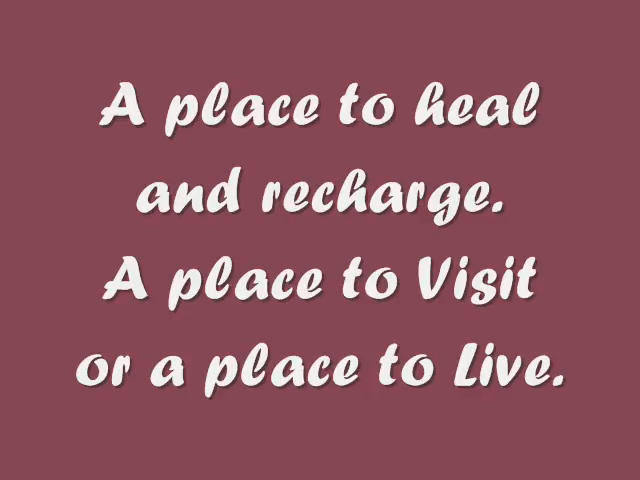 A place to heal
and recharge.
A place to Visit
or a place to Live.